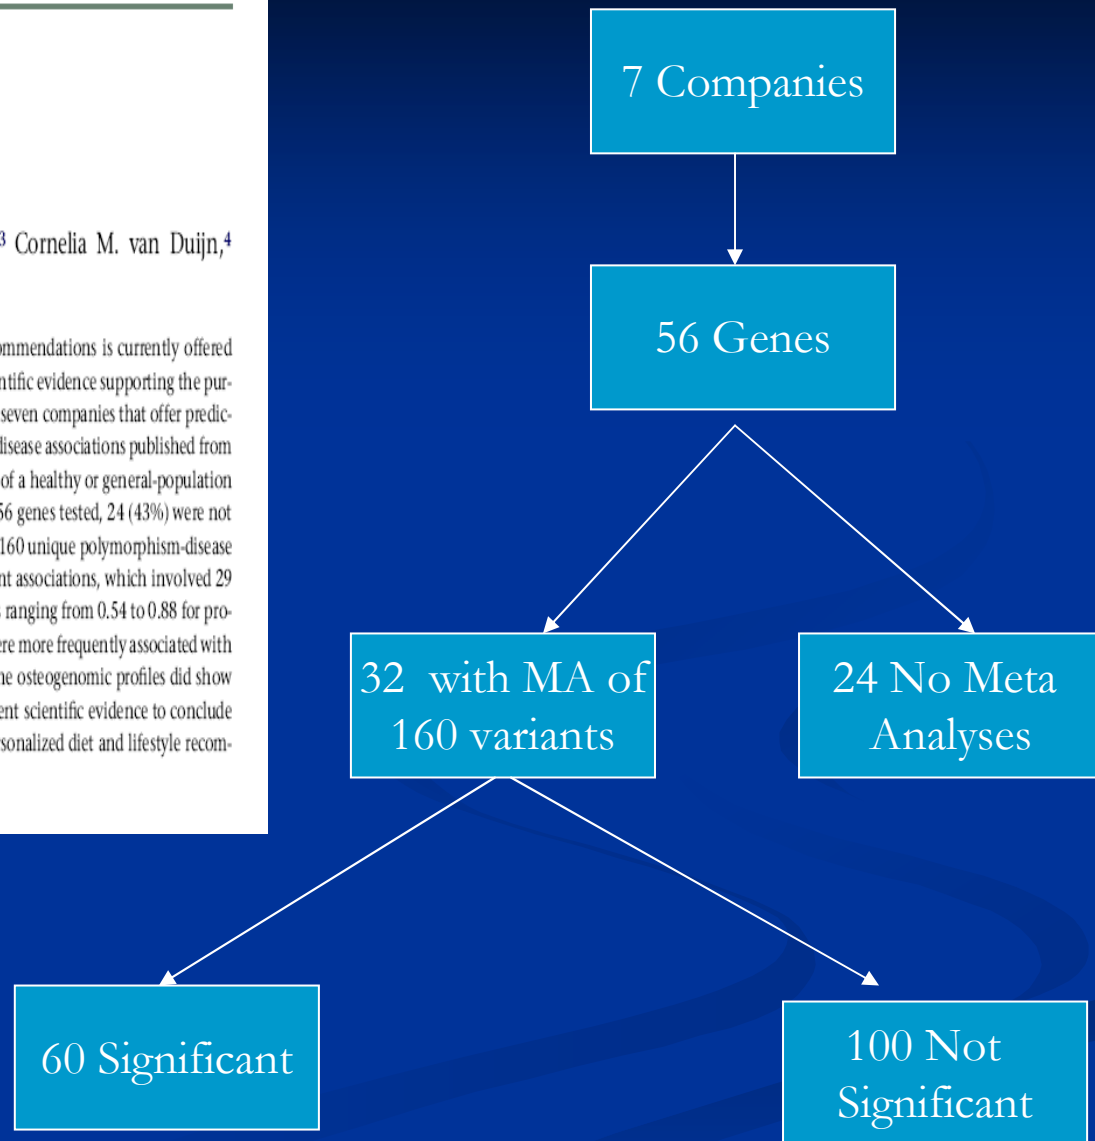 ³ Cornelia M. van Duijn,⁴
ommendations is currently offered
ntific evidence supporting the pur-
seven companies that offer predic-
disease associations published from
of a healthy or general-population
56 genes tested, 24 (43%) were not
160 unique polymorphism-disease
nt associations, which involved 29
s ranging from 0.54 to 0.88 for pro-
ere more frequently associated with
ne osteogenomic profiles did show
ent scientific evidence to conclude
rsonalized diet and lifestyle recom-
7 Companies
56 Genes
32 with MA of
160 variants
24 No Meta
Analyses
60 Significant
100 Not
Significant